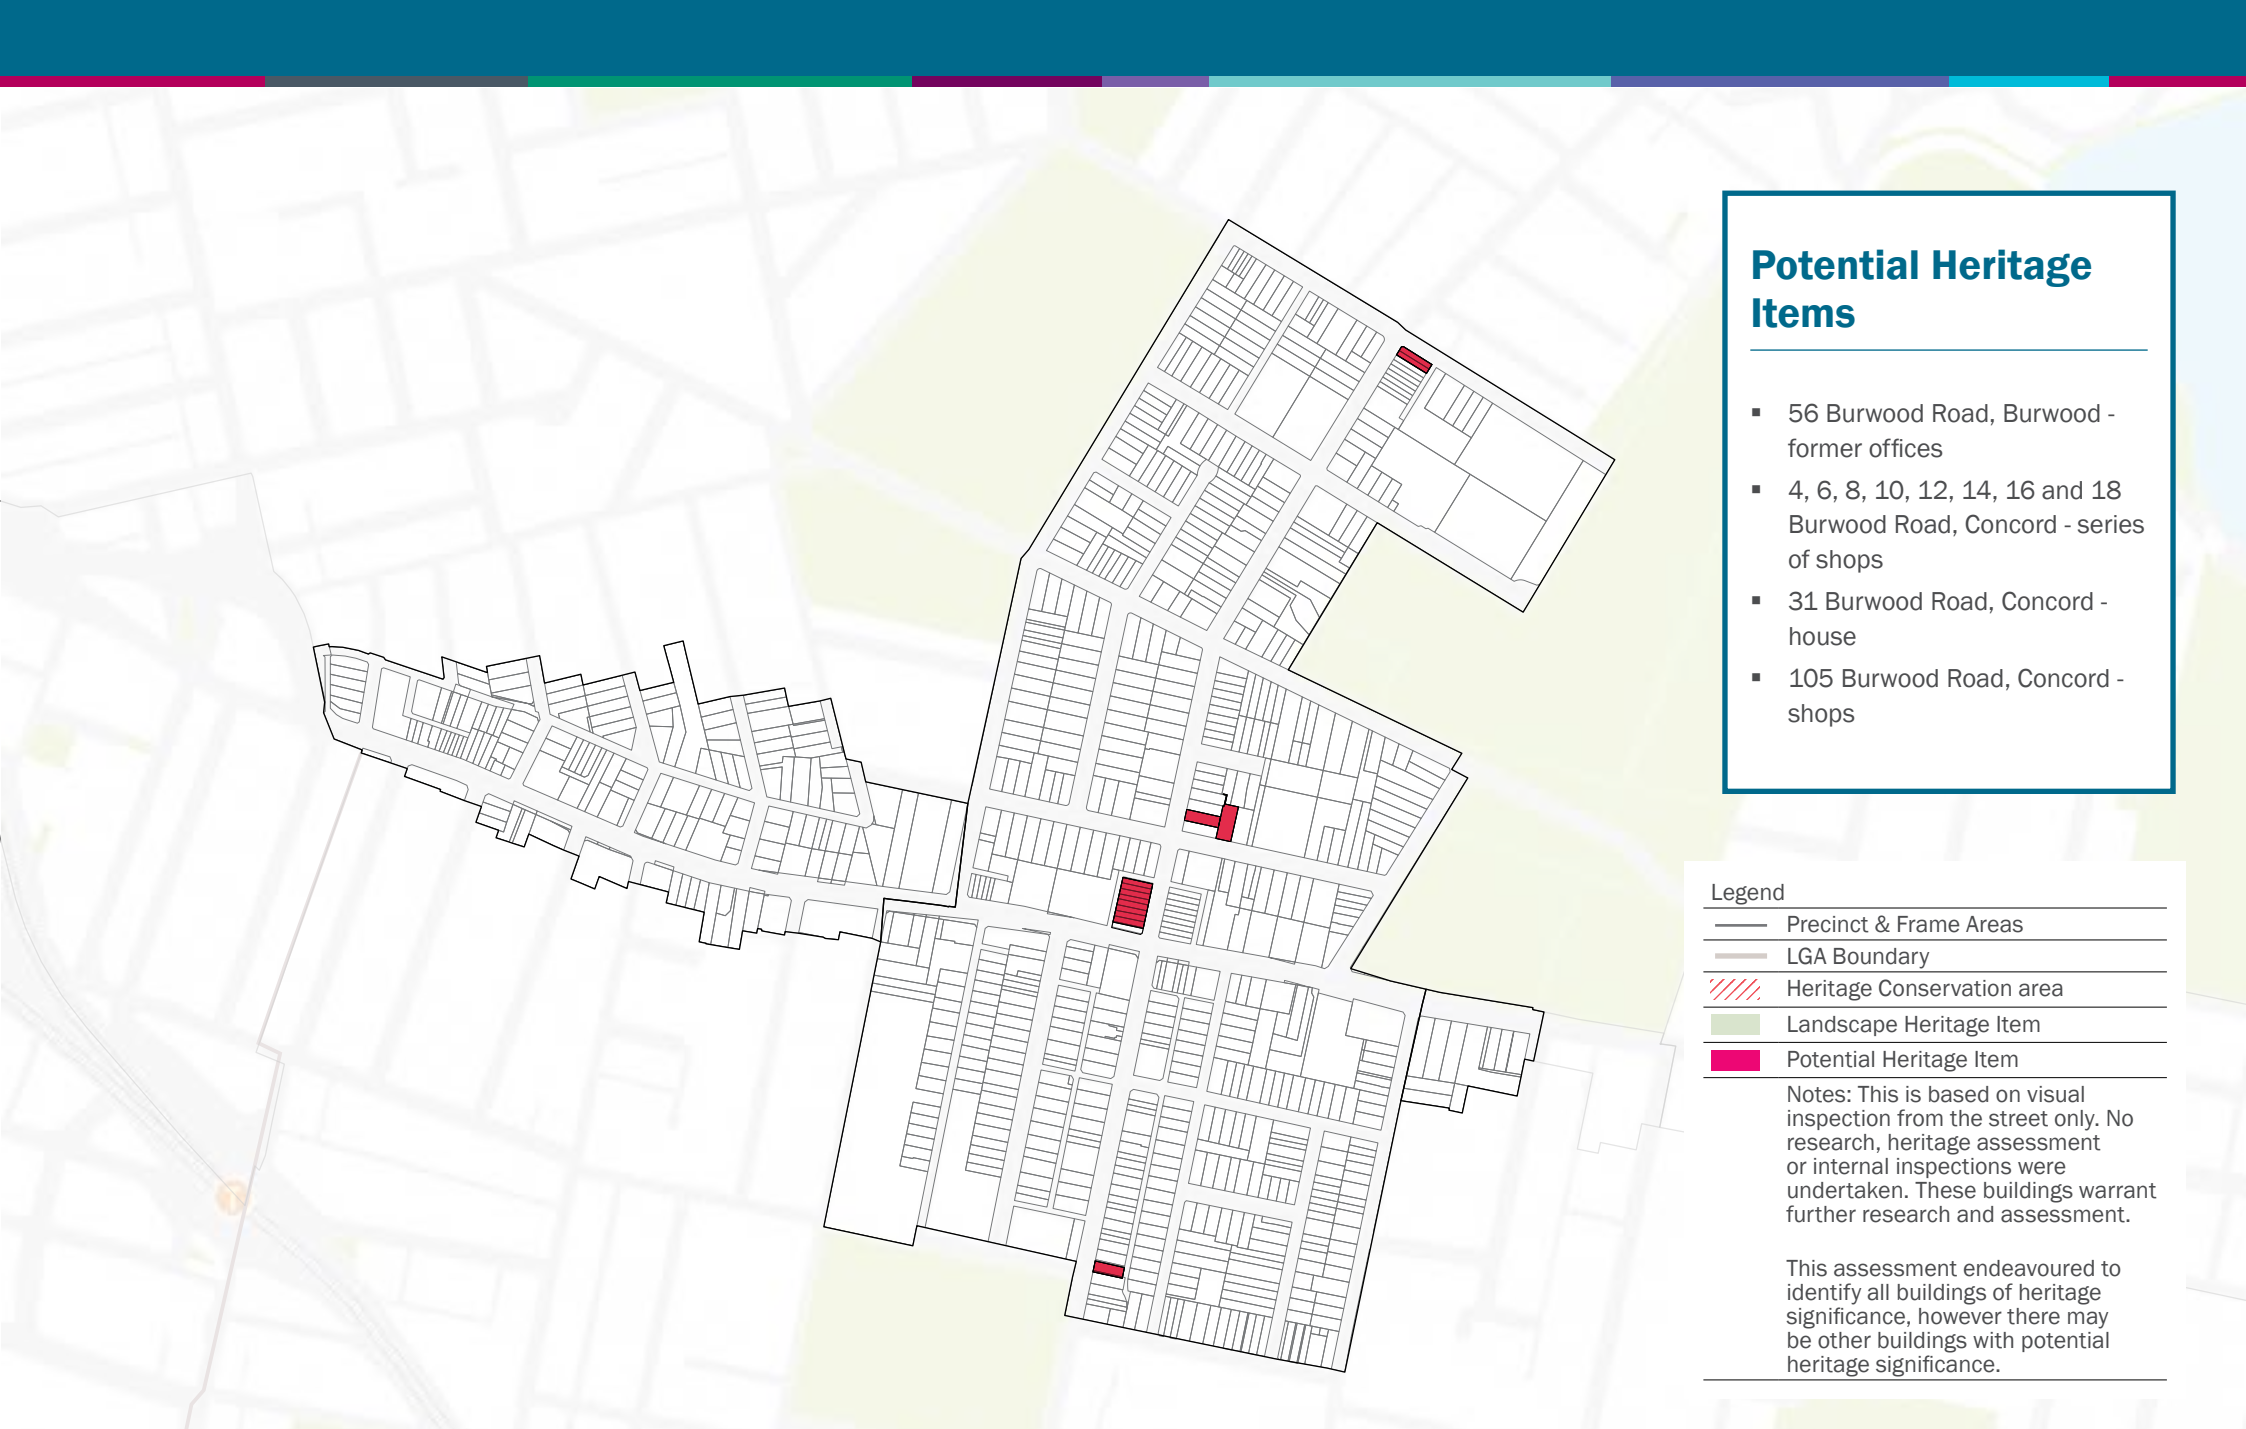 Potential Heritage
Items
▪ 56 Burwood Road, Burwood -
former offices
▪ 4, 6, 8, 10, 12, 14, 16 and 18
Burwood Road, Concord - series
of shops
▪ 31 Burwood Road, Concord -
house
▪ 105 Burwood Road, Concord -
shops
Legend
Precinct & Frame Areas
LGA Boundary
Heritage Conservation area
Landscape Heritage Item
Potential Heritage Item
Notes: This is based on visual
inspection from the street only. No
research, heritage assessment
or internal inspections were
undertaken. These buildings warrant
further research and assessment.
This assessment endeavoured to
identify all buildings of heritage
significance, however there may
be other buildings with potential
heritage significance.